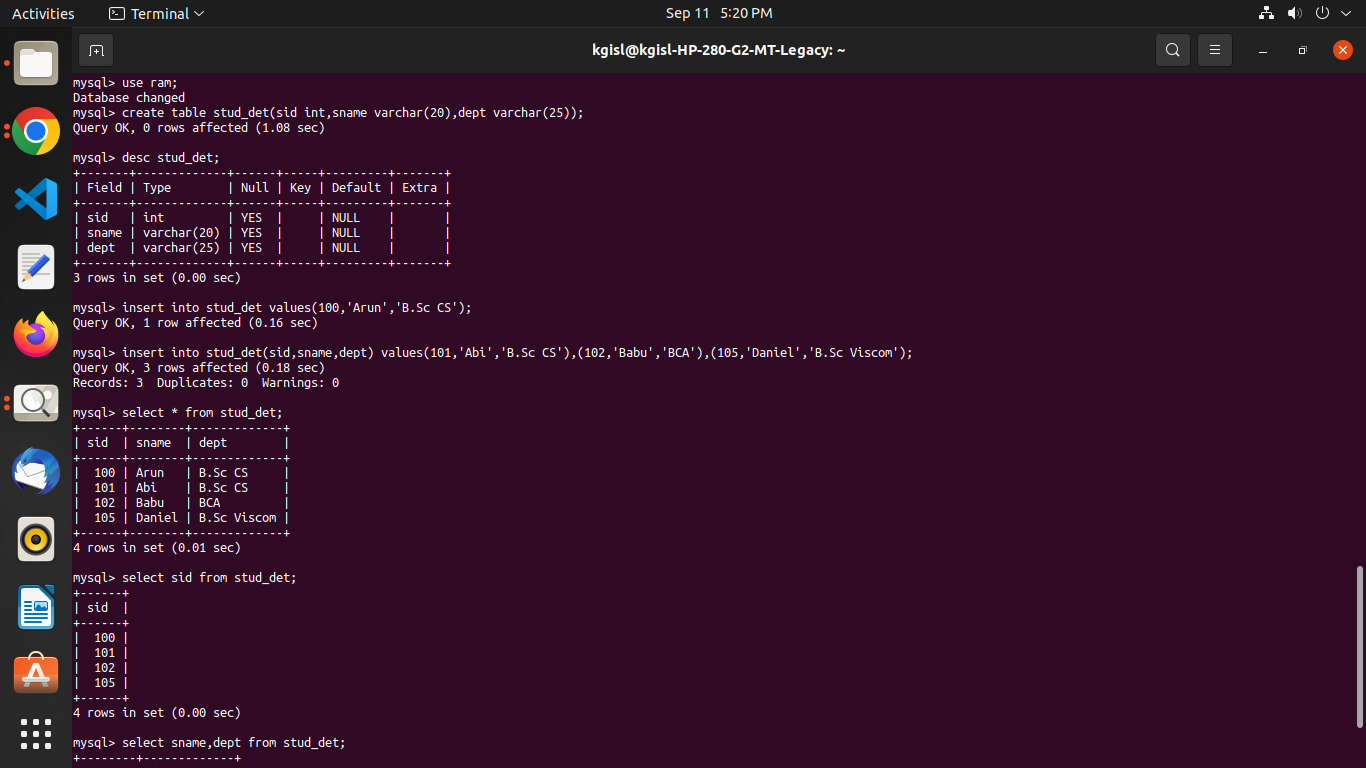 Activities Terminal Sep 11 5:20 PM
kgisl@kgisl-HP-280-G2-MT-Legacy: ~
mysql> use ram;
Database changed
mysql> create table stud_det(sid int,sname varchar(20),dept varchar(25));
Query OK, 0 rows affected (1.08 sec)
mysql> desc stud_det;
+-------+-------------+------+-----+---------+-------+
| Field | Type        | Null | Key | Default | Extra |
+-------+-------------+------+-----+---------+-------+
| sid   | int         | YES  |     | NULL    |       |
| sname | varchar(20) | YES  |     | NULL    |       |
| dept  | varchar(25) | YES  |     | NULL    |       |
+-------+-------------+------+-----+---------+-------+
3 rows in set (0.00 sec)
mysql> insert into stud_det values(100,'Arun','B.Sc CS');
Query OK, 1 row affected (0.16 sec)
mysql> insert into stud_det(sid,sname,dept) values(101,'Abi','B.Sc CS'),(102,'Babu','BCA'),(105,'Daniel','B.Sc Viscom');
Query OK, 3 rows affected (0.18 sec)
Records: 3  Duplicates: 0  Warnings: 0
mysql> select * from stud_det;
+------+--------+-------------+
| sid  | sname  | dept        |
+------+--------+-------------+
|  100 | Arun   | B.Sc CS     |
|  101 | Abi    | B.Sc CS     |
|  102 | Babu   | BCA         |
|  105 | Daniel | B.Sc Viscom |
+------+--------+-------------+
4 rows in set (0.01 sec)
mysql> select sid from stud_det;
+------+
| sid  |
+------+
|  100 |
|  101 |
|  102 |
|  105 |
+------+
4 rows in set (0.00 sec)
mysql> select sname,dept from stud_det;
+--------+-------------+